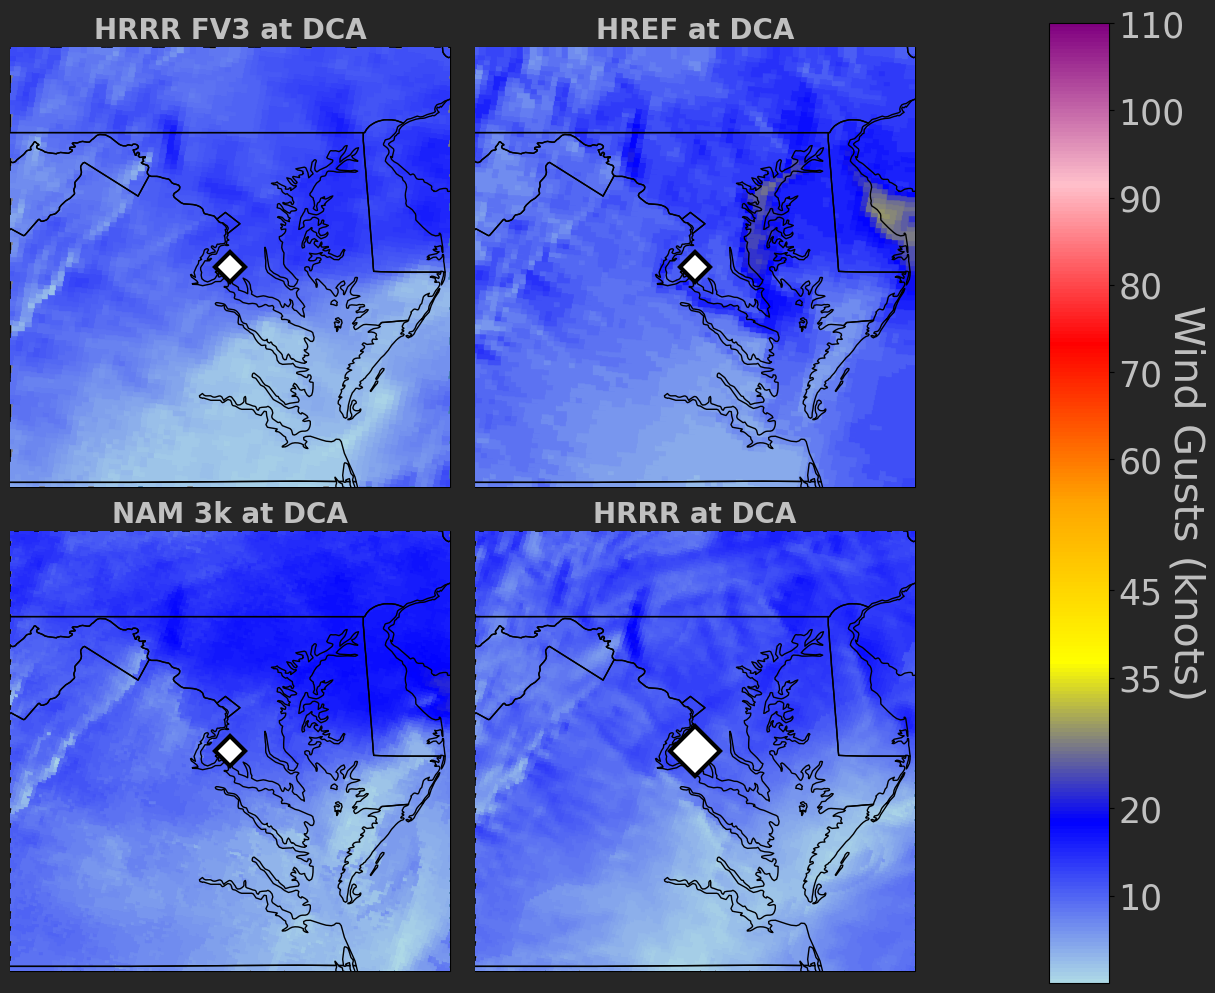 HRRR FV3 at DCA
HREF at DCA
NAM 3k at DCA
HRRR at DCA
110
100
90
80
70
60
45
35
20
10
Wind Gusts (knots)